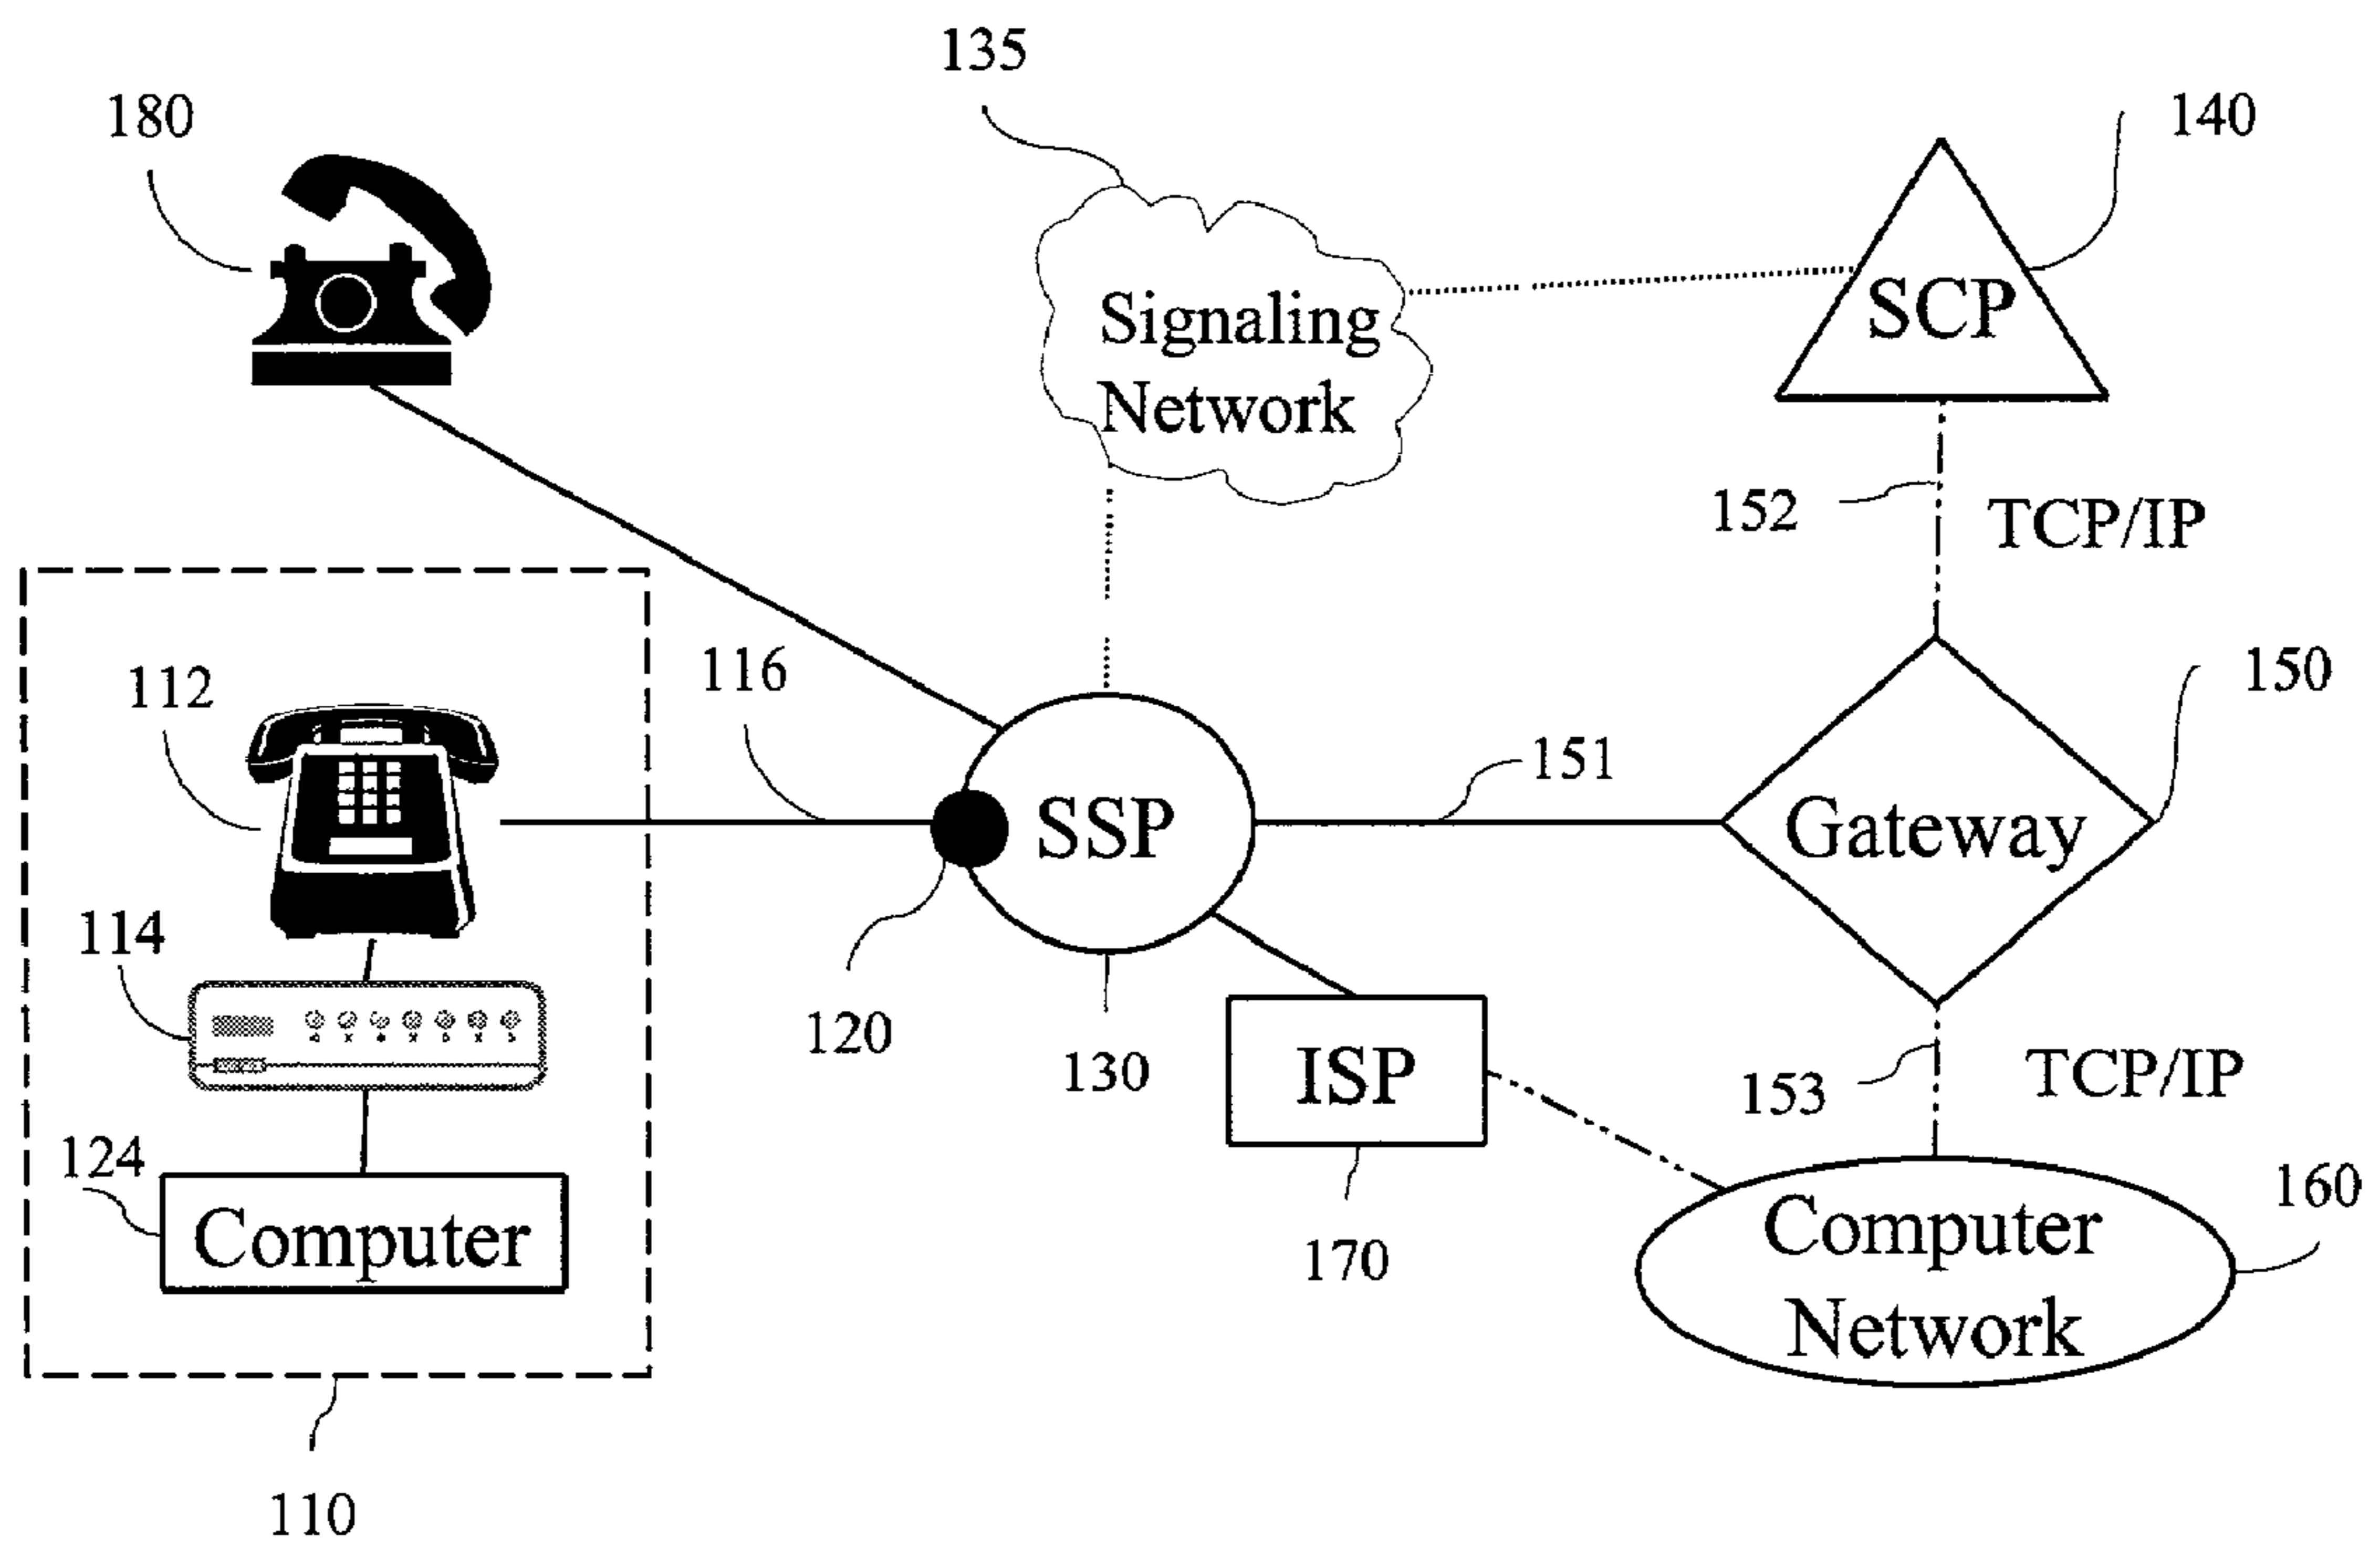 135
180
140
Signaling
Network
SCP
152
TCP/IP
116
112
150
151
SSP
Gateway
114
120
130
ISP
153
TCP/IP
124
Computer
170
Computer
Network
160
110